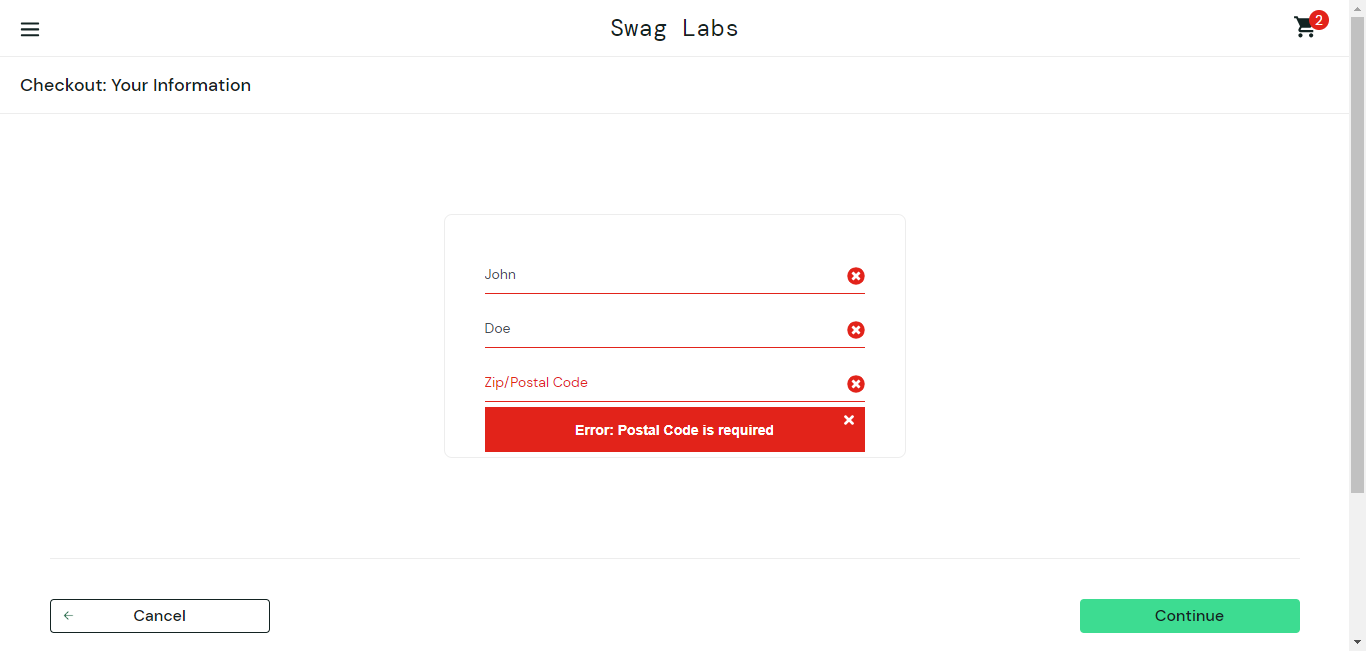 Swag Labs
2
Checkout: Your Information
John
Doe
Zip/Postal Code
Error: Postal Code is required
Cancel
Continue